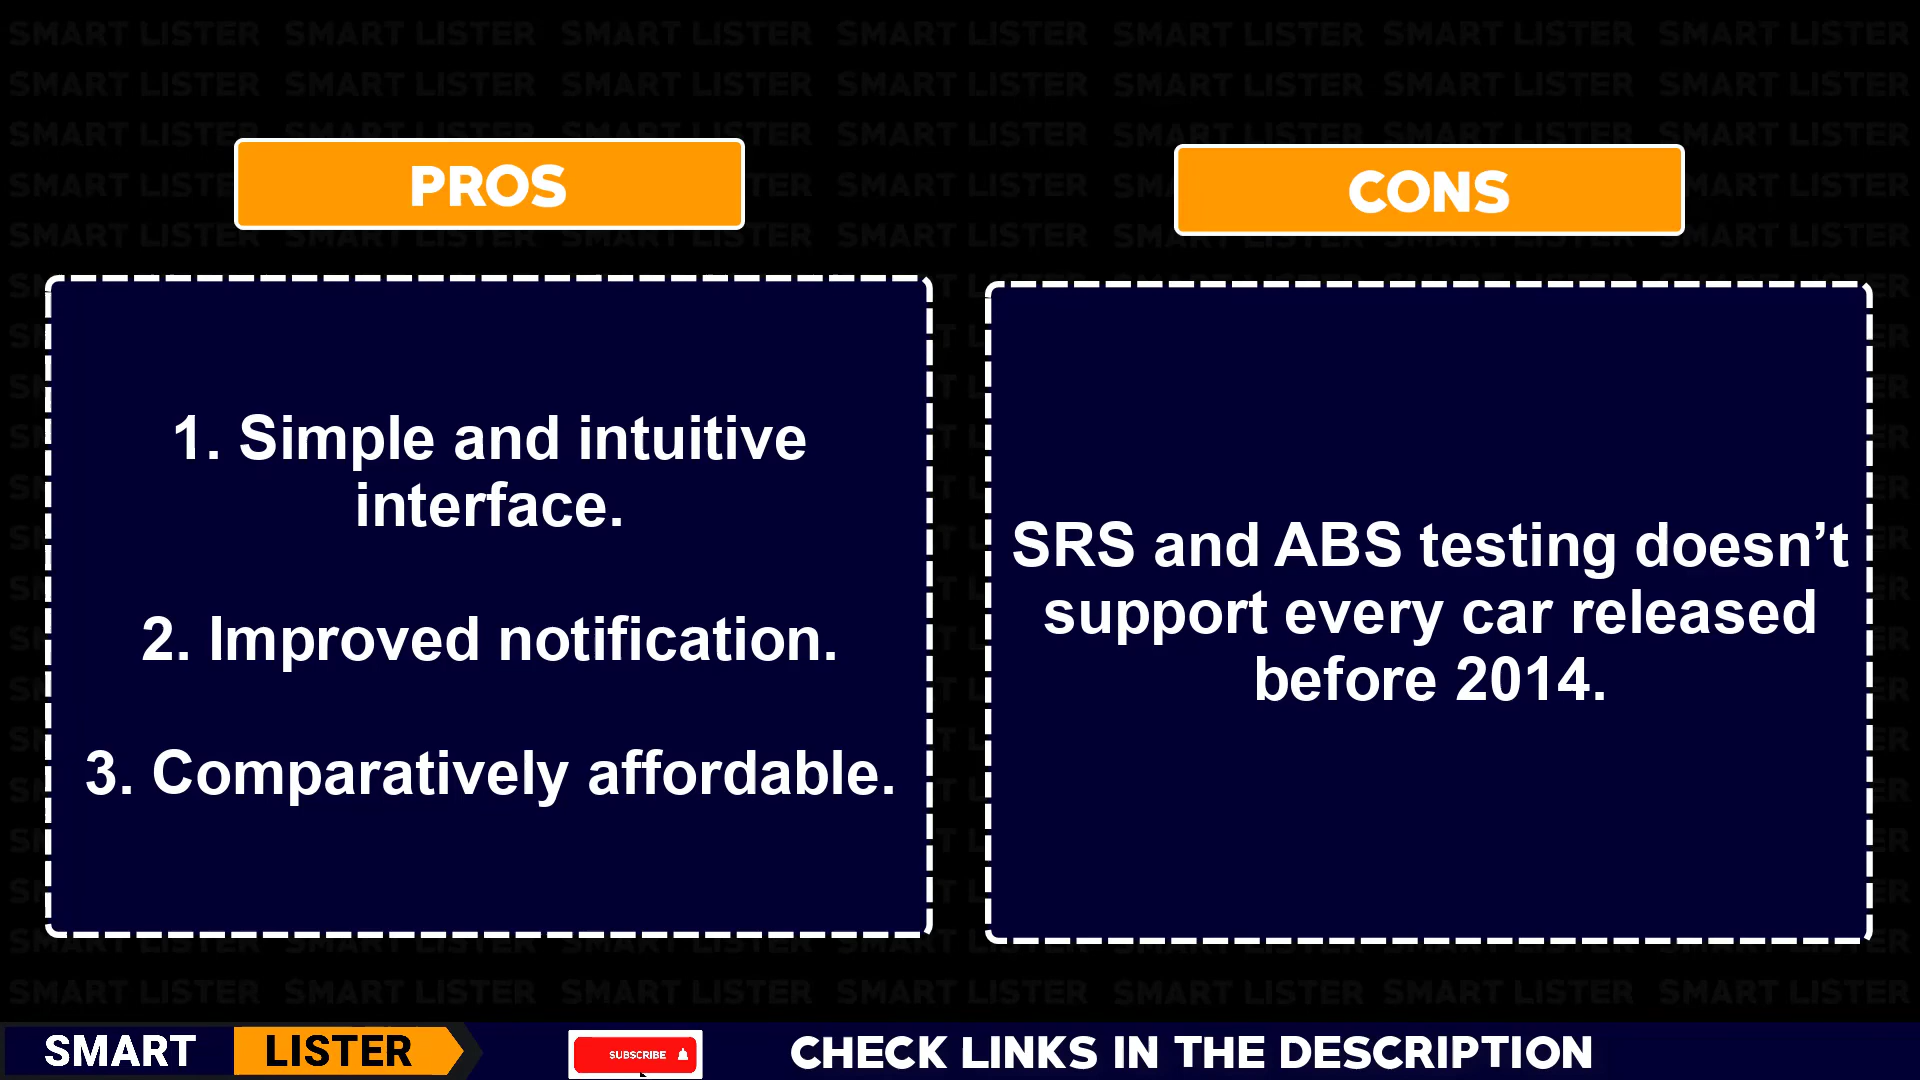 PROS
1. Simple and intuitive
interface.
2. Improved notification.
3. Comparatively affordable.
CONS
SRS and ABS testing doesn’t
support every car released
before 2014.
SMART LISTER
SUBSCRIBE
CHECK LINKS IN THE DESCRIPTION